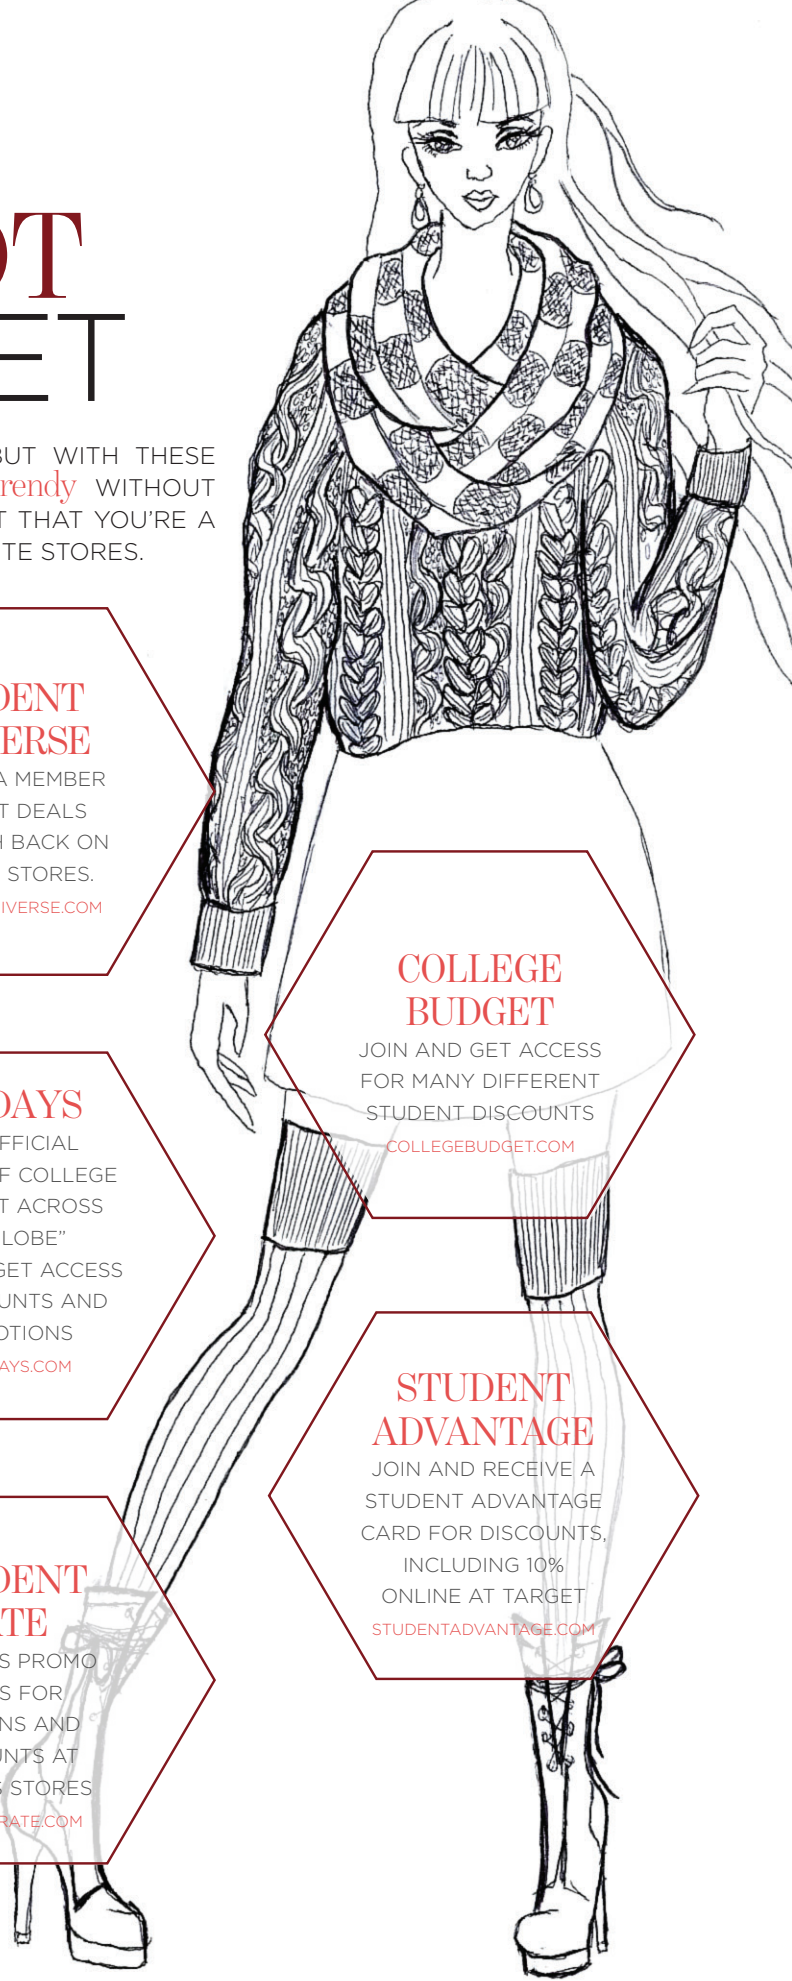 OT
ET
BUT WITH THESE
rendy WITHOUT
T THAT YOU'RE A
TE STORES.
DENT
ERSE
A MEMBER
T DEALS
H BACK ON
STORES.
IVERSE.COM
DAYS
FFICIAL
F COLLEGE
T ACROSS
LOBE”
GET ACCESS
UNTS AND
OTIONS
AYS.COM
DENT
TE
S PROMO
S FOR
NS AND
UNTS AT
S STORES
RATE.COM
COLLEGE
BUDGET
JOIN AND GET ACCESS
FOR MANY DIFFERENT
STUDENT DISCOUNTS
COLLEGEBUDGET.COM
STUDENT
ADVANTAGE
JOIN AND RECEIVE A
STUDENT ADVANTAGE
CARD FOR DISCOUNTS,
INCLUDING 10%
ONLINE AT TARGET
STUDENTADVANTAGE.COM